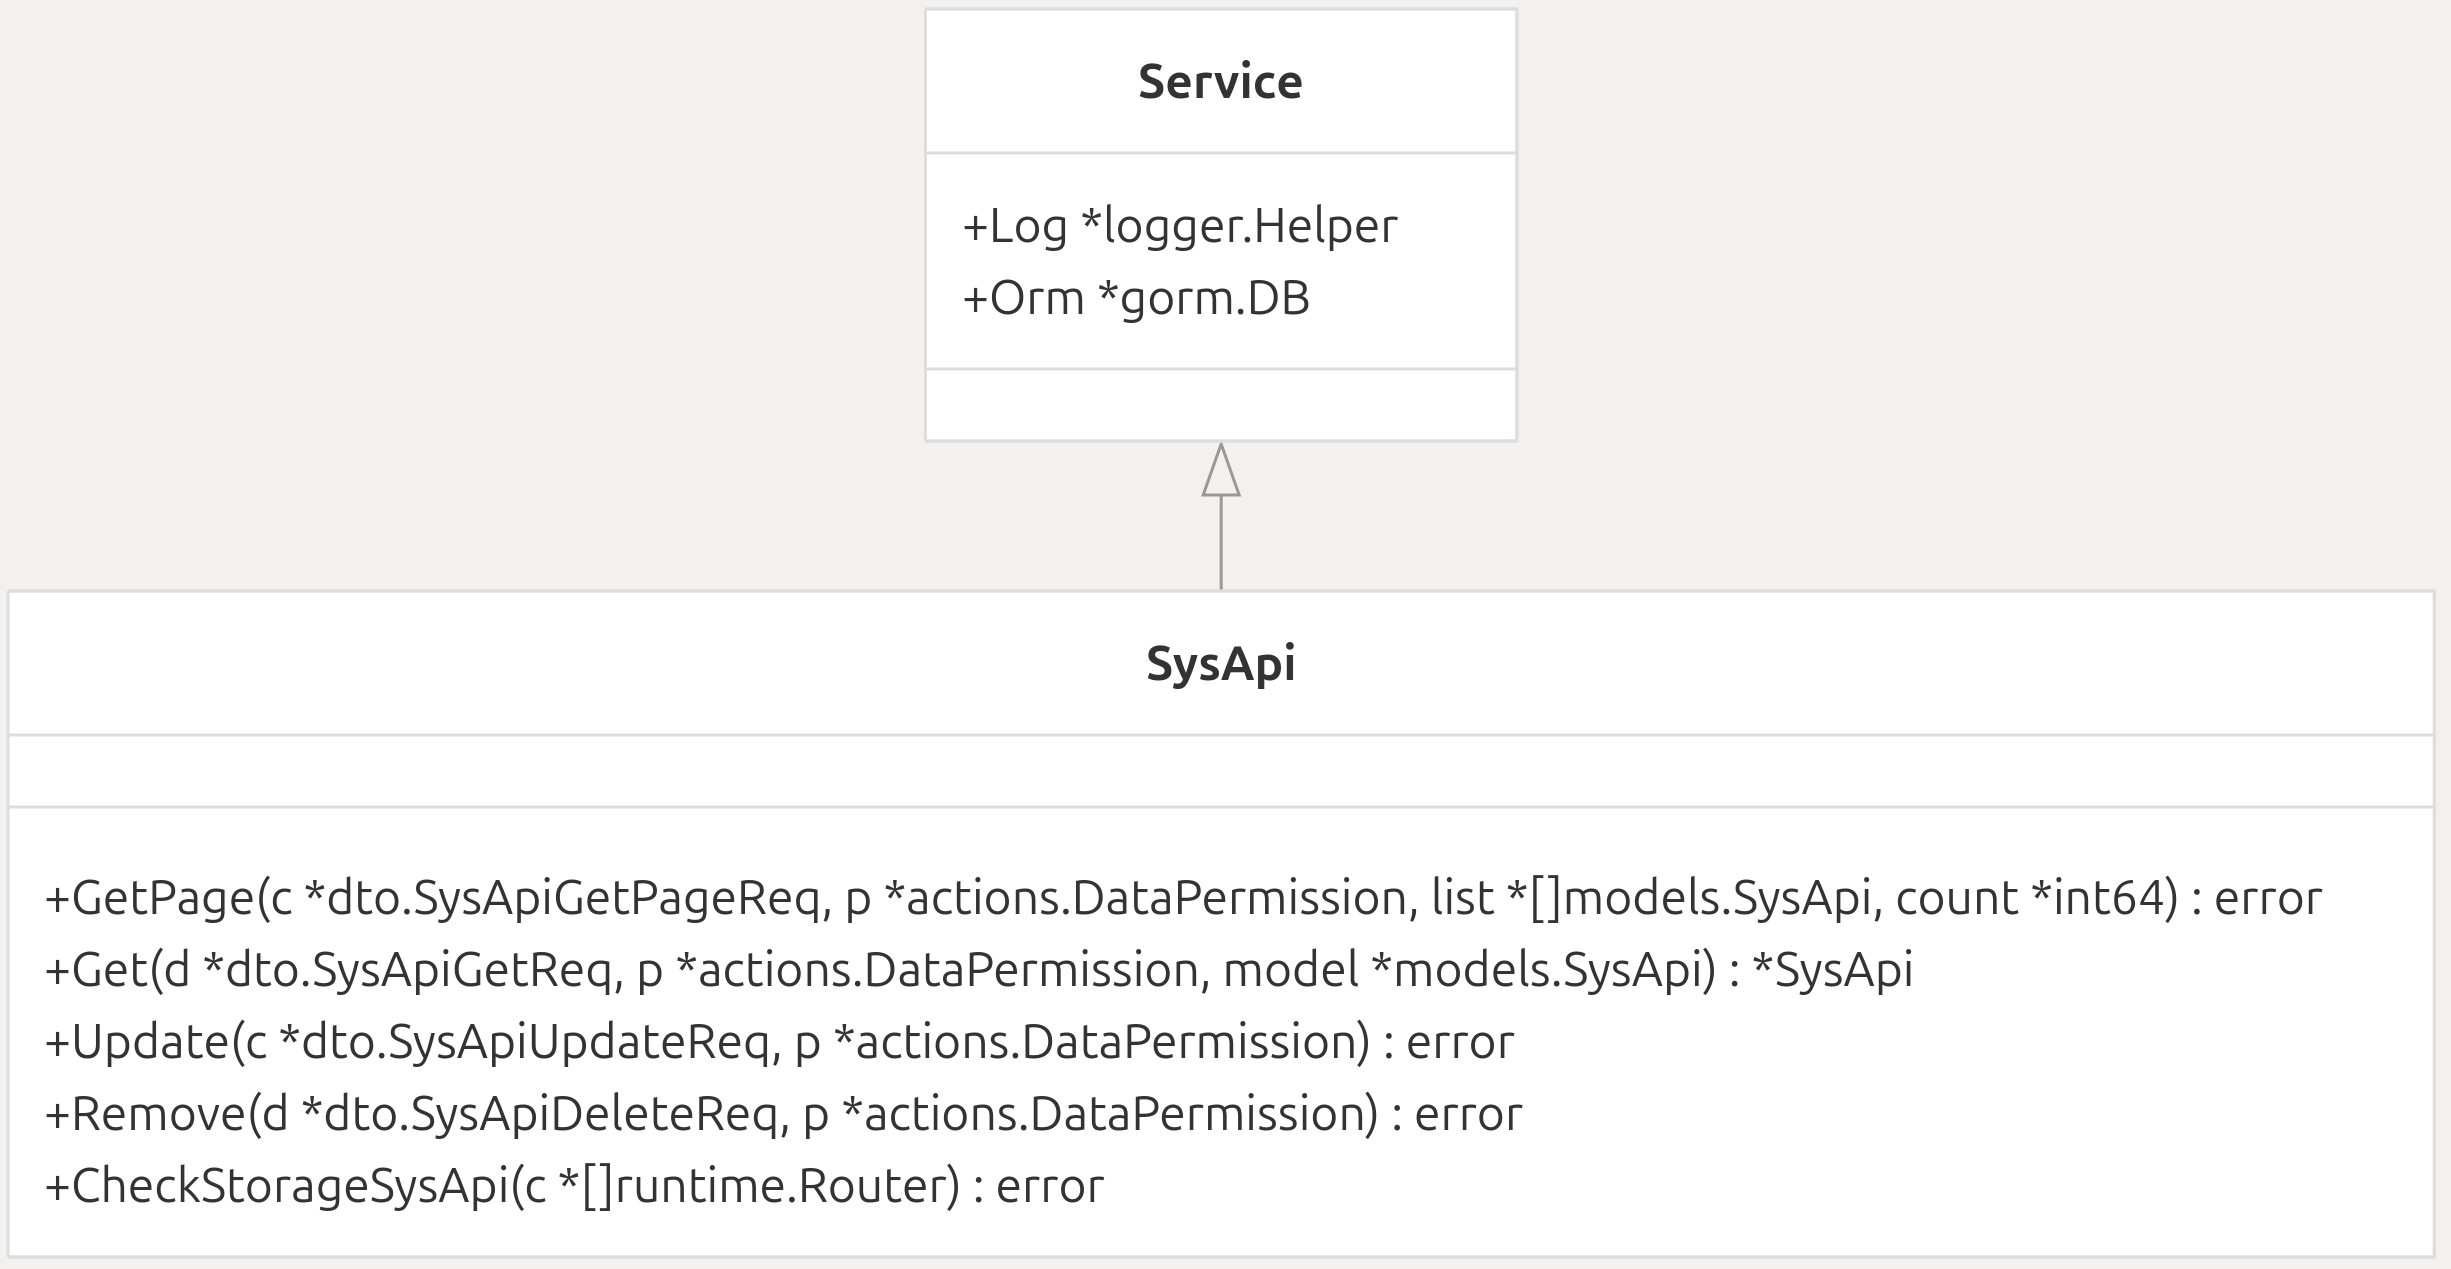 Service
+Log *logger.Helper
+Orm *gorm.DB
SysApi
+GetPage(c *dto.SysApiGetPageReq, p *actions.DataPermission, list *[]models.SysApi, count *int64) : error
+Get(d *dto.SysApiGetReq, p *actions.DataPermission, model *models.SysApi) : *SysApi
+Update(c *dto.SysApiUpdateReq, p *actions.DataPermission) : error
+Remove(d *dto.SysApiDeleteReq, p *actions.DataPermission) : error
+CheckStorageSysApi(c *[]runtime.Router) : error